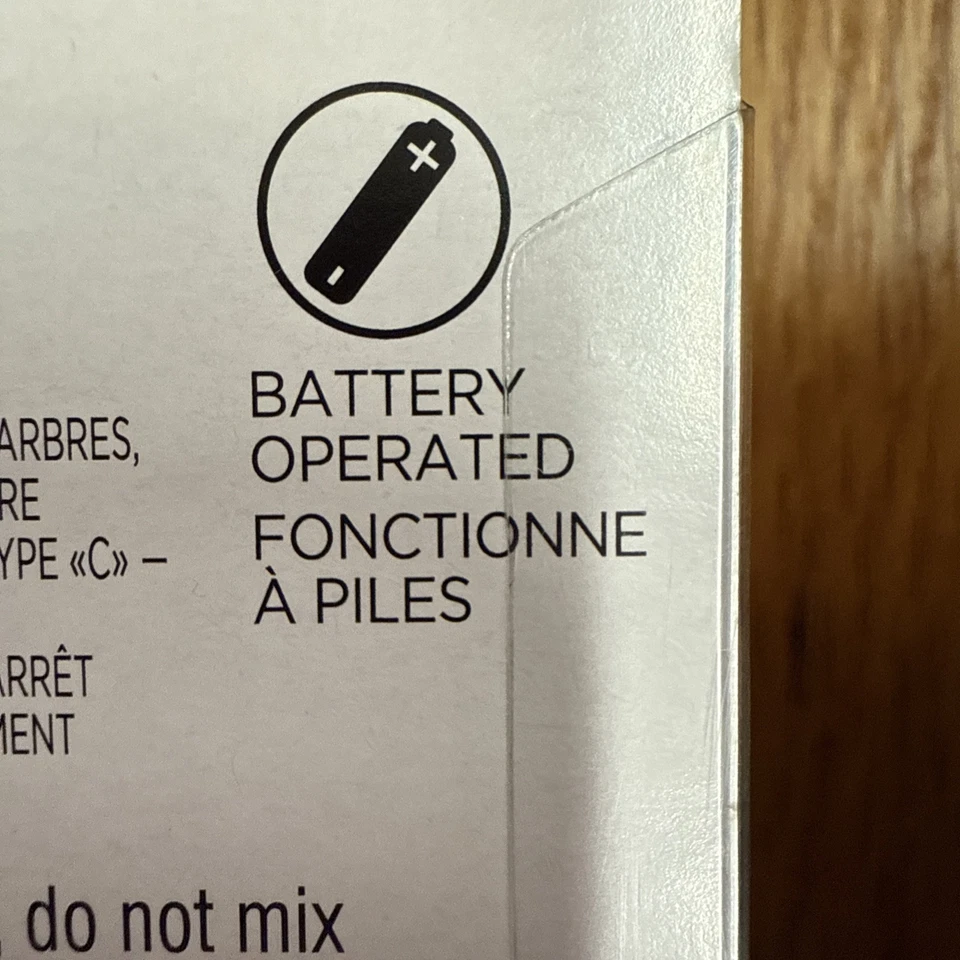 BATTERY
OPERATED
FONCTIONNE
À PILES
ARBRES,
RE
YPE «C» –
ARRÊT
MENT
, do not mix